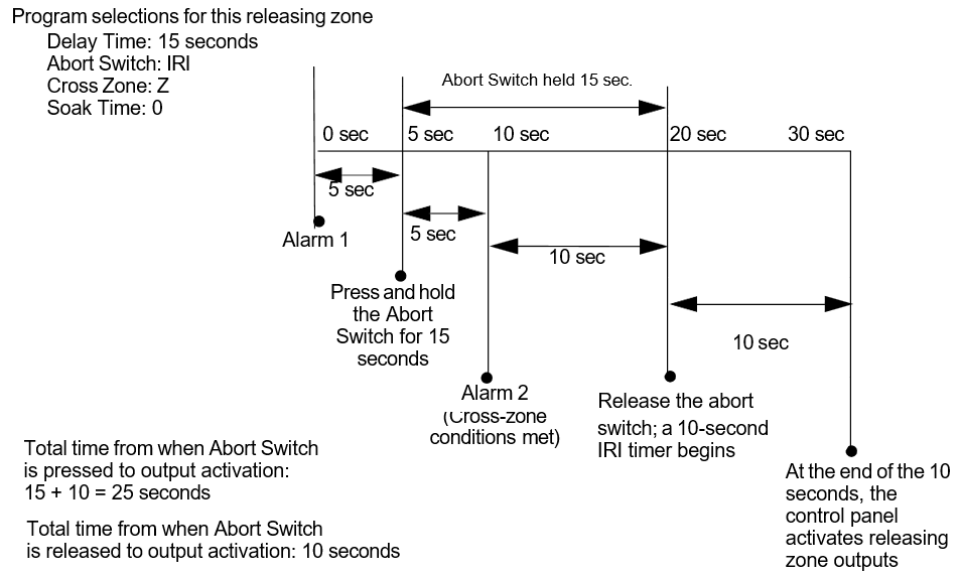 Program selections for this releasing zone
Delay Time: 15 seconds
Abort Switch: IRI
Cross Zone: Z
Soak Time: 0
Abort Switch held 15 sec.
0 sec
5 sec
10 sec
20 sec
30 sec
5 sec
Alarm 1
5 sec
10 sec
Press and hold
the Abort
Switch for 15
seconds
10 sec
Alarm 2
(Cross-zone
conditions met)
Release the abort
switch; a 10-second
IRI timer begins
At the end of the 10
seconds, the
control panel
activates releasing
zone outputs
Total time from when Abort Switch
is pressed to output activation:
15 + 10 = 25 seconds
Total time from when Abort Switch
is released to output activation: 10 seconds